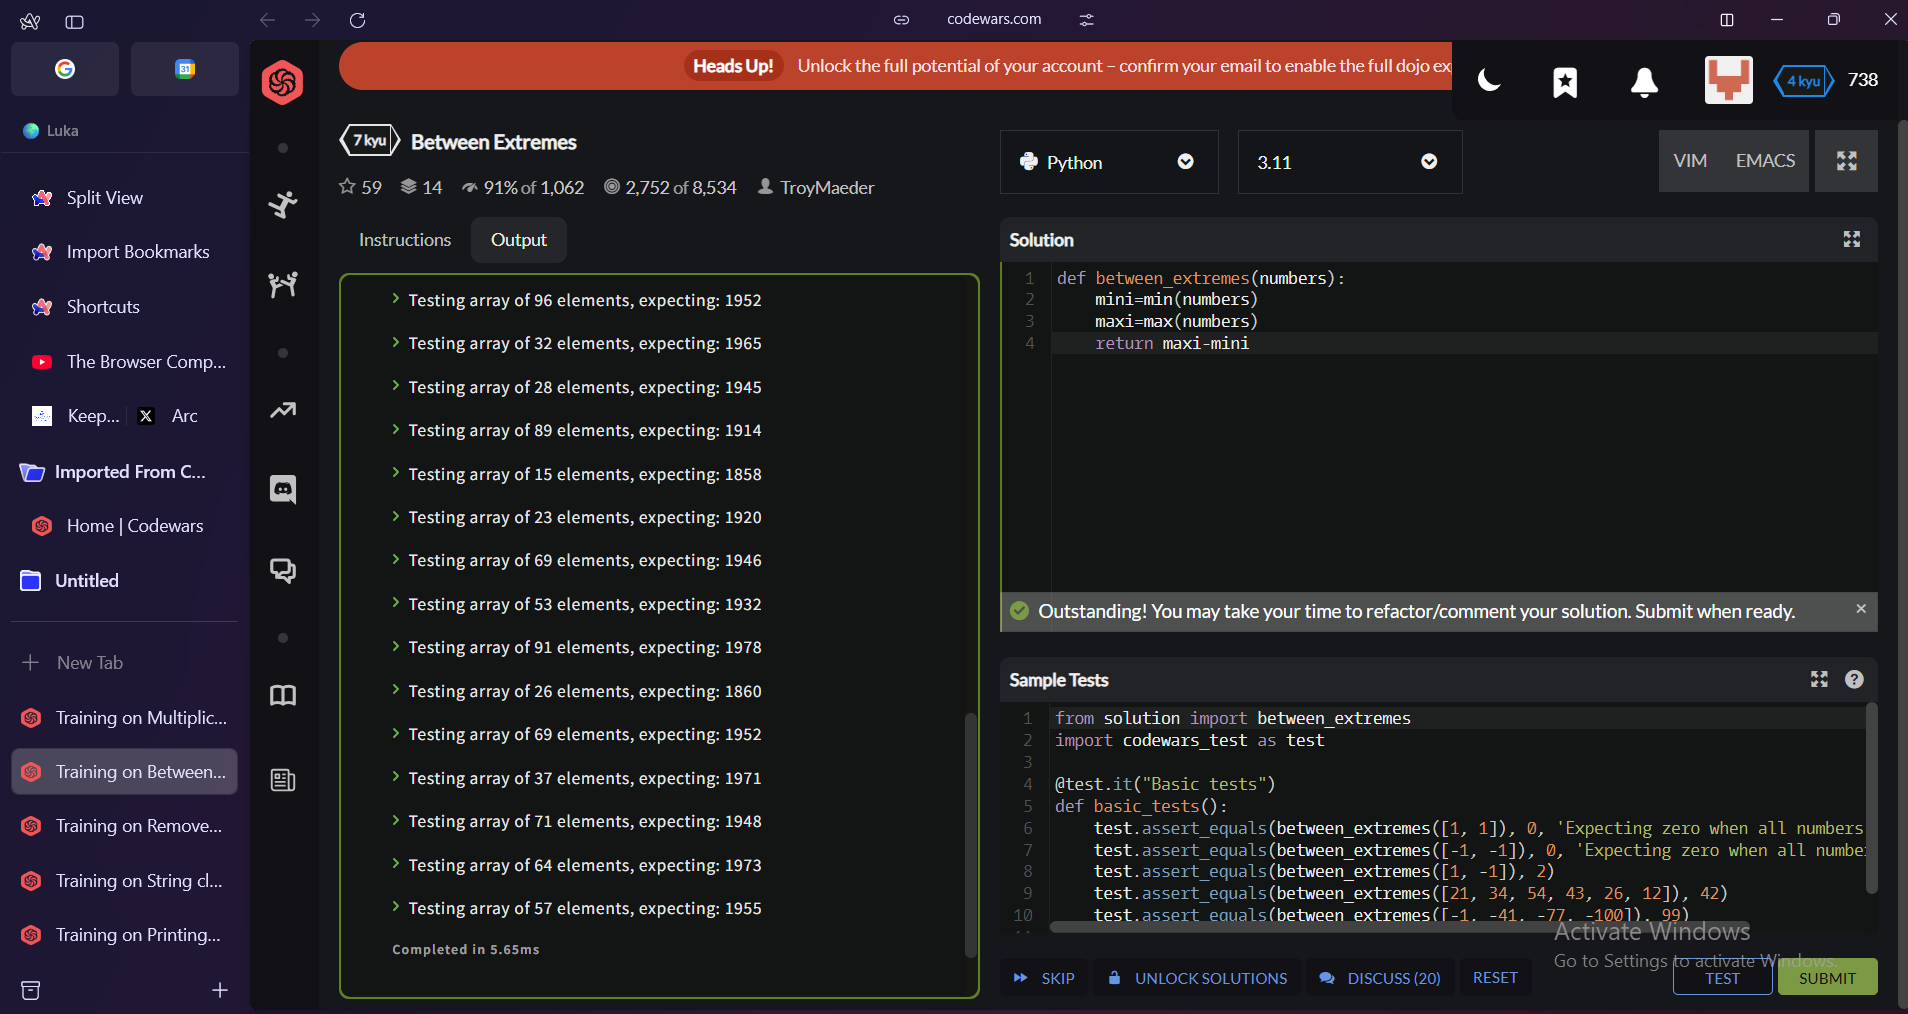 codewars.com
31
Luka
Split View
Import Bookmarks
Shortcuts
The Browser Comp...
Keep...
X
Arc
Imported From C...
Home | Codewars
Untitled
New Tab
Training on Multiplic...
Training on Between...
Training on Remove...
Training on String cl...
Training on Printing...
Heads Up! Unlock the full potential of your account – confirm your email to enable the full dojo ex
4 kyu 738
7 kyu Between Extremes
59 14 91% of 1,062 2,752 of 8,534 TroyMaeder
Instructions Output
Testing array of 96 elements, expecting: 1952
Testing array of 32 elements, expecting: 1965
Testing array of 28 elements, expecting: 1945
Testing array of 89 elements, expecting: 1914
Testing array of 15 elements, expecting: 1858
Testing array of 23 elements, expecting: 1920
Testing array of 69 elements, expecting: 1946
Testing array of 53 elements, expecting: 1932
Testing array of 91 elements, expecting: 1978
Testing array of 26 elements, expecting: 1860
Testing array of 69 elements, expecting: 1952
Testing array of 37 elements, expecting: 1971
Testing array of 71 elements, expecting: 1948
Testing array of 64 elements, expecting: 1973
Testing array of 57 elements, expecting: 1955
Completed in 5.65ms
Python
3.11
VIM EMACS
Solution
1 def between_extremes(numbers):
2     mini=min(numbers)
3     maxi=max(numbers)
4     return maxi-mini
Outstanding! You may take your time to refactor/comment your solution. Submit when ready.
Sample Tests
1 from solution import between_extremes
2 import codewars_test as test
3
4 @test.it("Basic tests")
5 def basic_tests():
6     test.assert_equals(between_extremes([1, 1]), 0, 'Expecting zero when all numbers
7     test.assert_equals(between_extremes([-1, -1]), 0, 'Expecting zero when all numbe
8     test.assert_equals(between_extremes([1, -1]), 2)
9     test.assert_equals(between_extremes([21, 34, 54, 43, 26, 12]), 42)
10     test.assert_equals(between_extremes([-1, -41, -77, -100]), 99)
Activate Windows
Go to Settings to activate Windows.
SKIP UNLOCK SOLUTIONS DISCUSS (20) RESET TEST SUBMIT